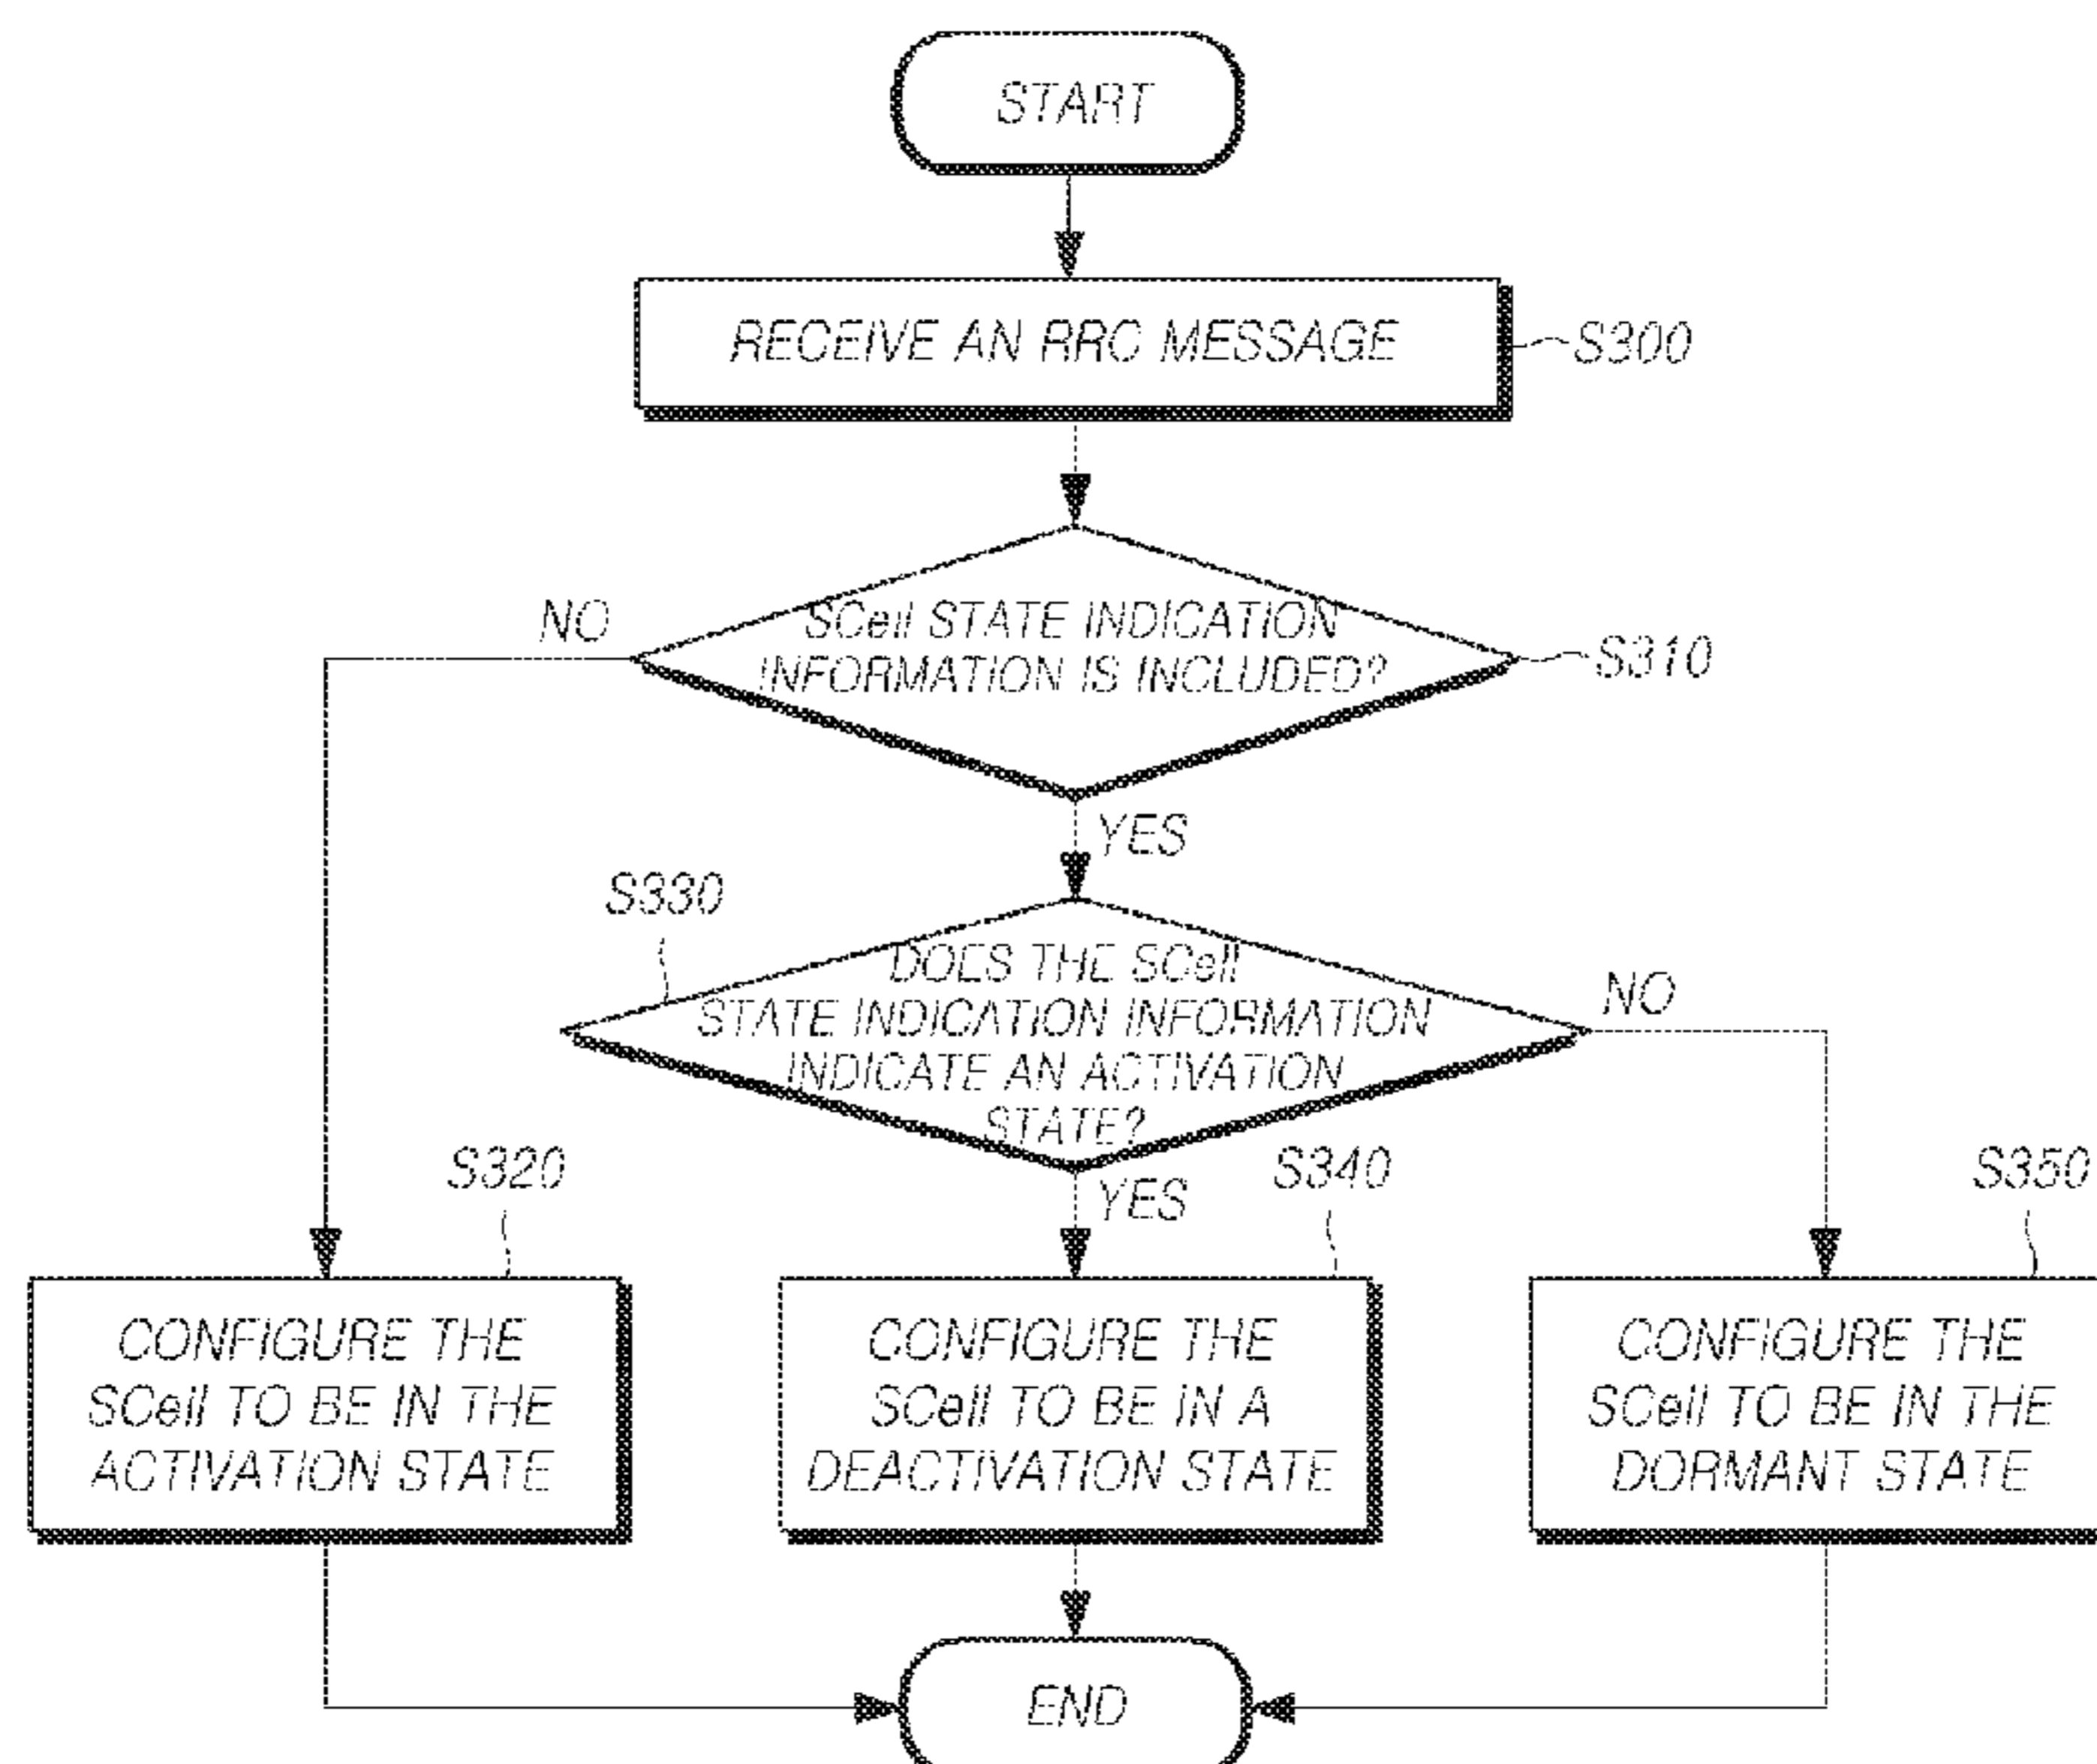 START
RECEIVE AN RRC MESSAGE
S300
NO
SCell STATE INDICATION
INFORMATION IS INCLUDED?
S310
YES
S330
DOES THE SCell
STATE INDICATION INFORMATION
INDICATE AN ACTIVATION
STATE?
NO
YES
S320
S340
S350
CONFIGURE THE
SCell TO BE IN THE
ACTIVATION STATE
CONFIGURE THE
SCell TO BE IN A
DEACTIVATION STATE
CONFIGURE THE
SCell TO BE IN THE
DORMANT STATE
END